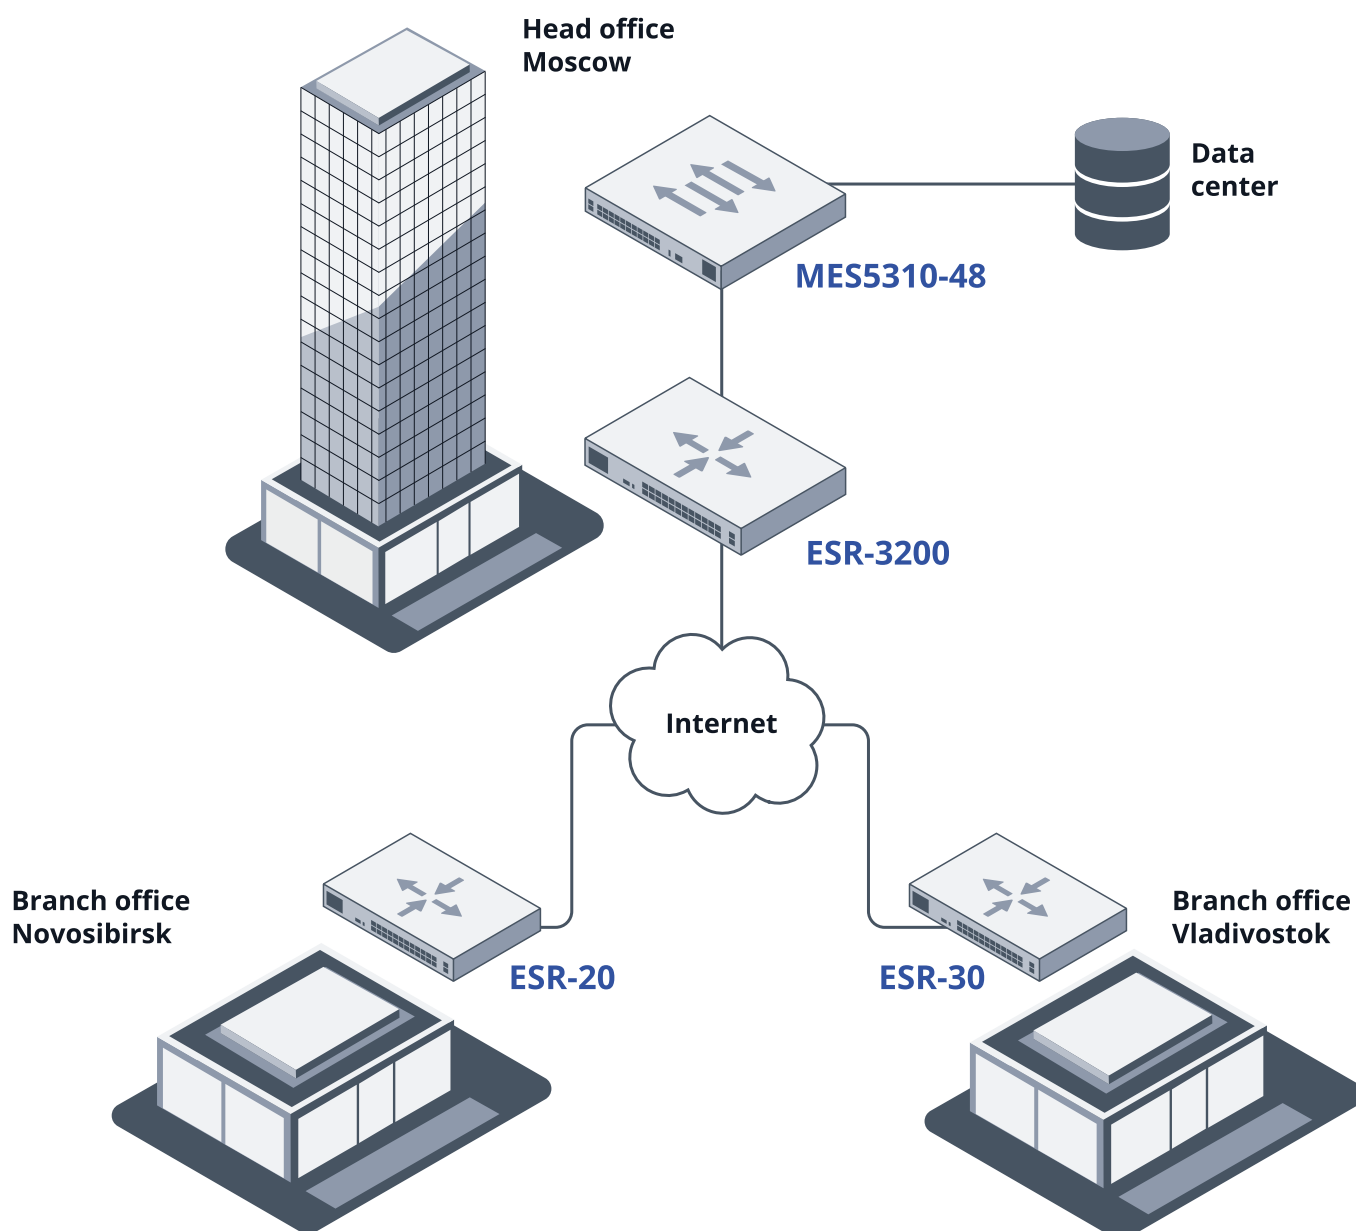 Head office
Moscow
Data
center
MES5310-48
ESR-3200
Internet
Branch office
Novosibirsk
ESR-20
ESR-30
Branch office
Vladivostok